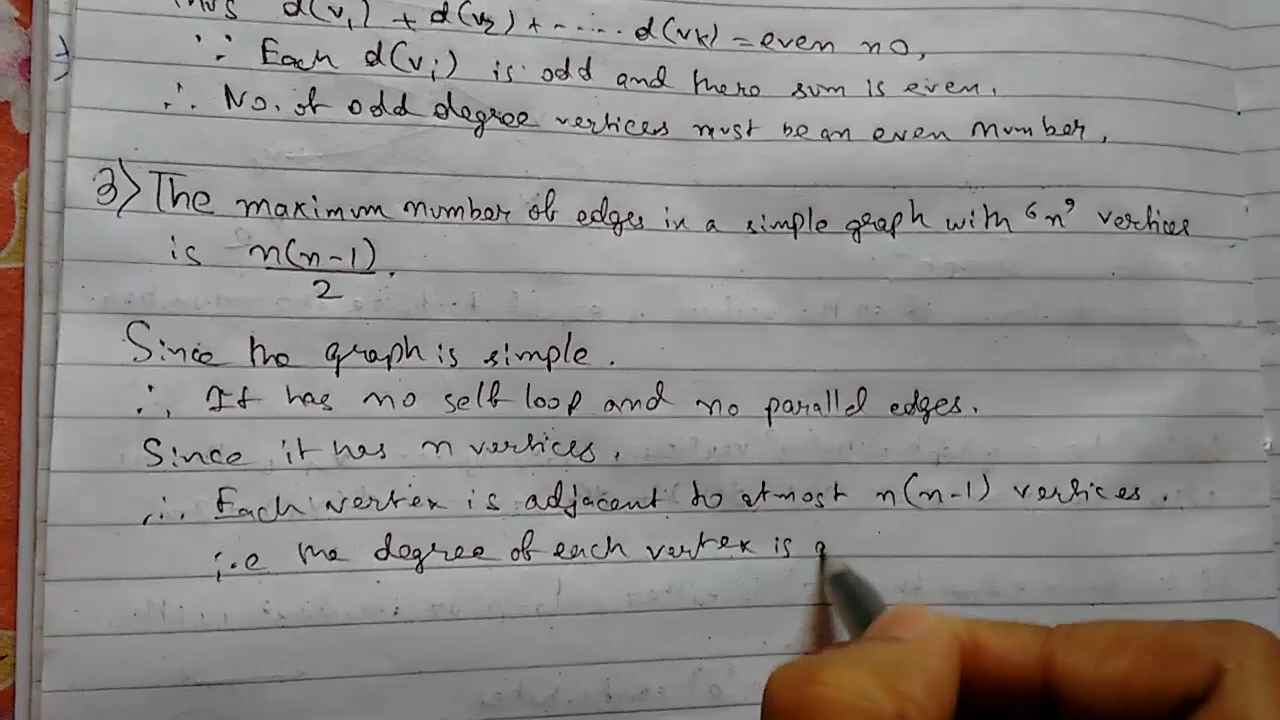 Thus d(v₁) + d(v₂) + ..... d(vₖ) = even no,
∵ Each d(vᵢ) is odd and there sum is even.
∴ No. of odd degree vertices must be an even number,
3) The maximum number of edges in a simple graph with 'n' vertices
is n(n-1)/2.
Since the graph is simple.
∴ It has no self loop and no parallel edges.
Since it has n vertices.
∴ Each vertex is adjacent to atmost n(n-1) vertices.
i.e the degree of each vertex is a